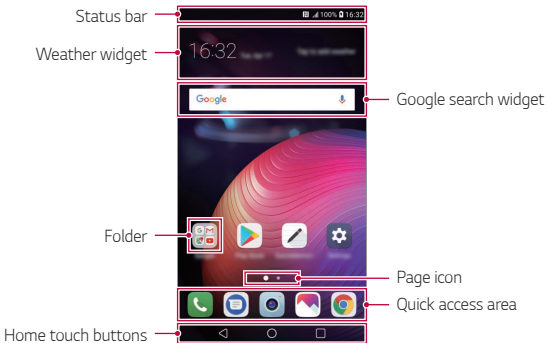 Status bar
100% 16:32
Weather widget
16:32
Google
Google search widget
Folder
Page icon
Quick access area
Home touch buttons